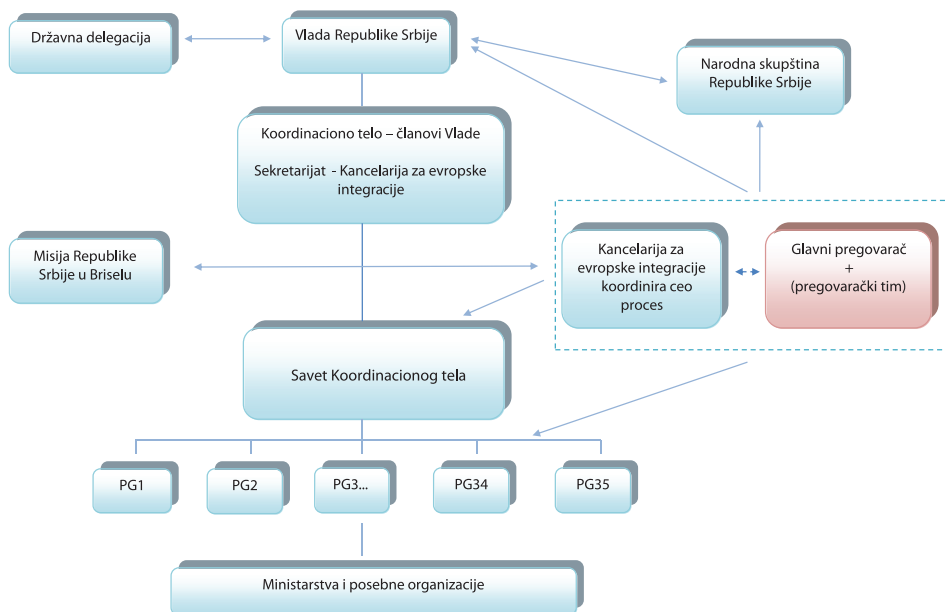 Državna delegacija
Vlada Republike Srbije
Narodna skupština
Republike Srbije
Koordinaciono telo – članovi Vlade
Sekretarijat - Kancelarija za evropske
integracije
Misija Republike
Srbije u Briselu
Kancelarija za
evropske integracije
koordinira ceo
proces
Glavni pregovarač
+
(pregovarački tim)
Savet Koordinacionog tela
PG1
PG2
PG3...
PG34
PG35
Ministarstva i posebne organizacije